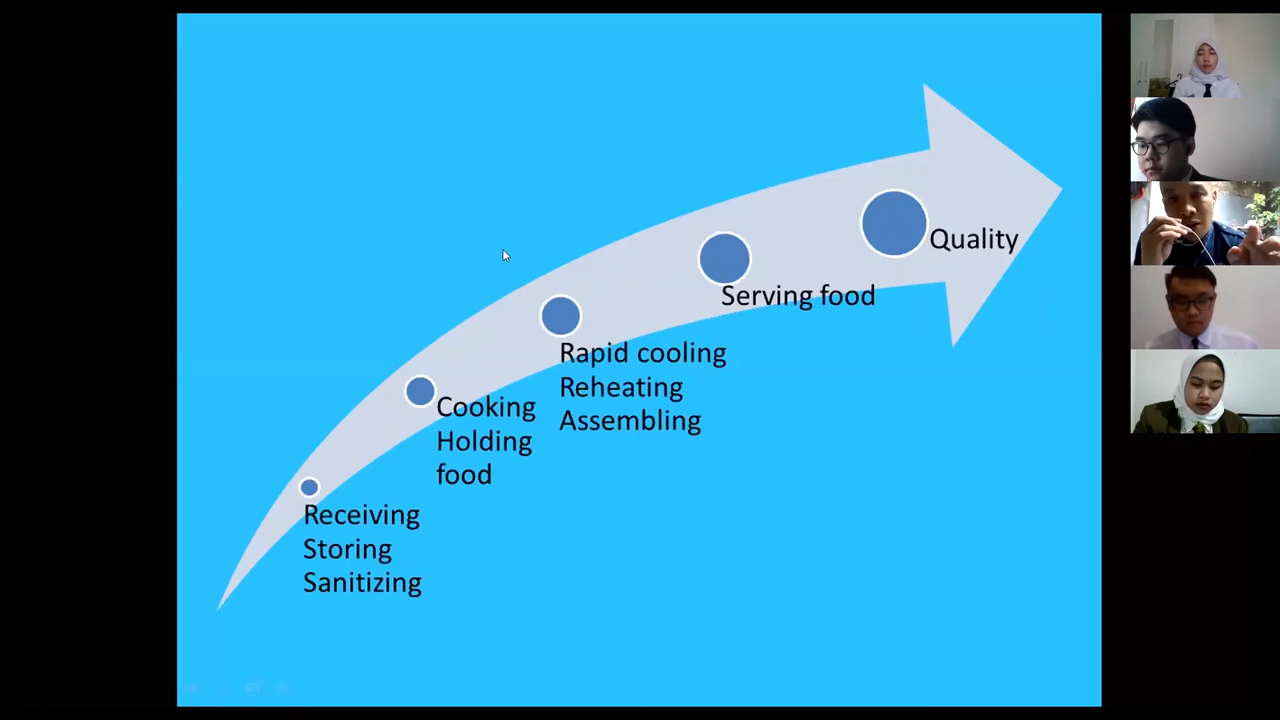 Receiving
Storing
Sanitizing
Cooking
Holding
food
Rapid cooling
Reheating
Assembling
Serving food
Quality